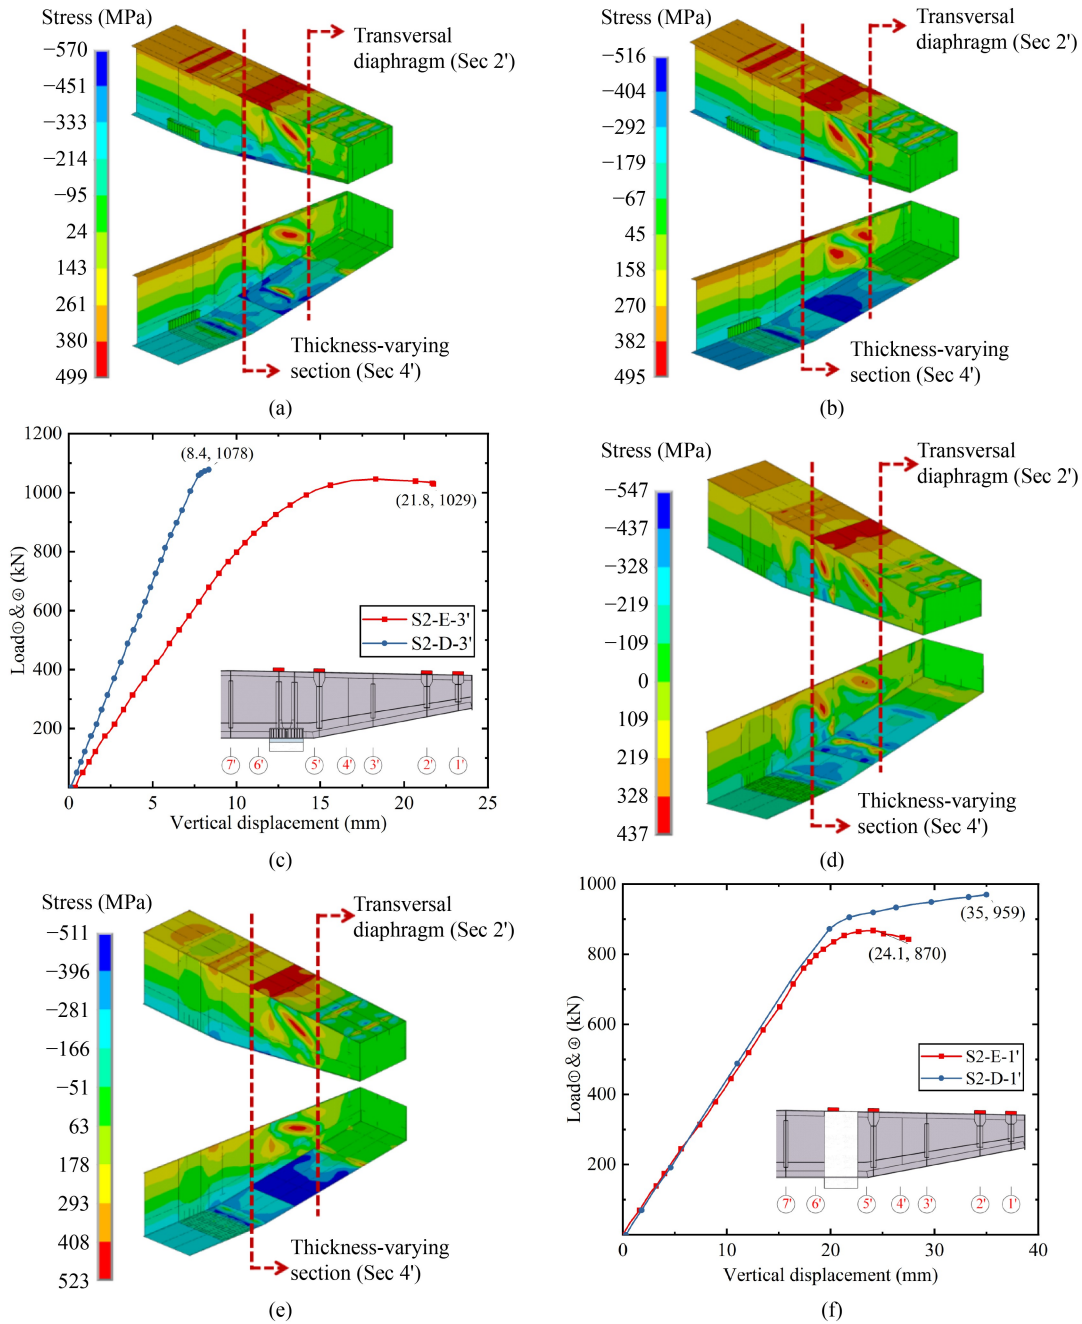 Stress (MPa)
−570
−451
−333
−214
−95
24
143
261
380
499
Transversal
diaphragm (Sec 2')
Thickness-varying
section (Sec 4')
(a)
Stress (MPa)
−516
−404
−292
−179
−67
45
158
270
382
495
Transversal
diaphragm (Sec 2')
Thickness-varying
section (Sec 4')
(b)
1200
1000
800
600
400
200
0
5
10
15
20
25
Load①&④ (kN)
Vertical displacement (mm)
(8.4, 1078)
(21.8, 1029)
S2-E-3'
S2-D-3'
7'
6'
5'
4'
3'
2'
1'
(c)
Stress (MPa)
−547
−437
−328
−219
−109
0
109
219
328
437
Transversal
diaphragm (Sec 2')
Thickness-varying
section (Sec 4')
(d)
Stress (MPa)
−511
−396
−281
−166
−51
63
178
293
408
523
Transversal
diaphragm (Sec 2')
Thickness-varying
section (Sec 4')
(e)
1000
800
600
400
200
0
10
20
30
40
Load①&④ (kN)
Vertical displacement (mm)
(35, 959)
(24.1, 870)
S2-E-1'
S2-D-1'
7'
6'
5'
4'
3'
2'
1'
(f)